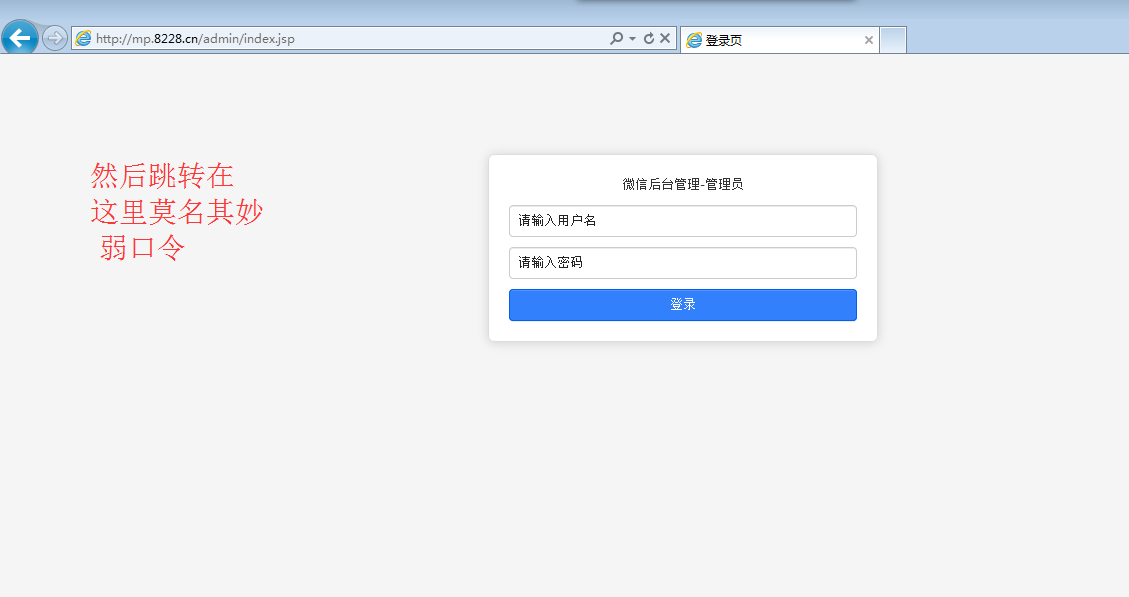 http://mp.8228.cn/admin/index.jsp
登录页
然后跳转在
这里莫名其妙
弱口令
微信后台管理-管理员
请输入用户名
请输入密码
登录